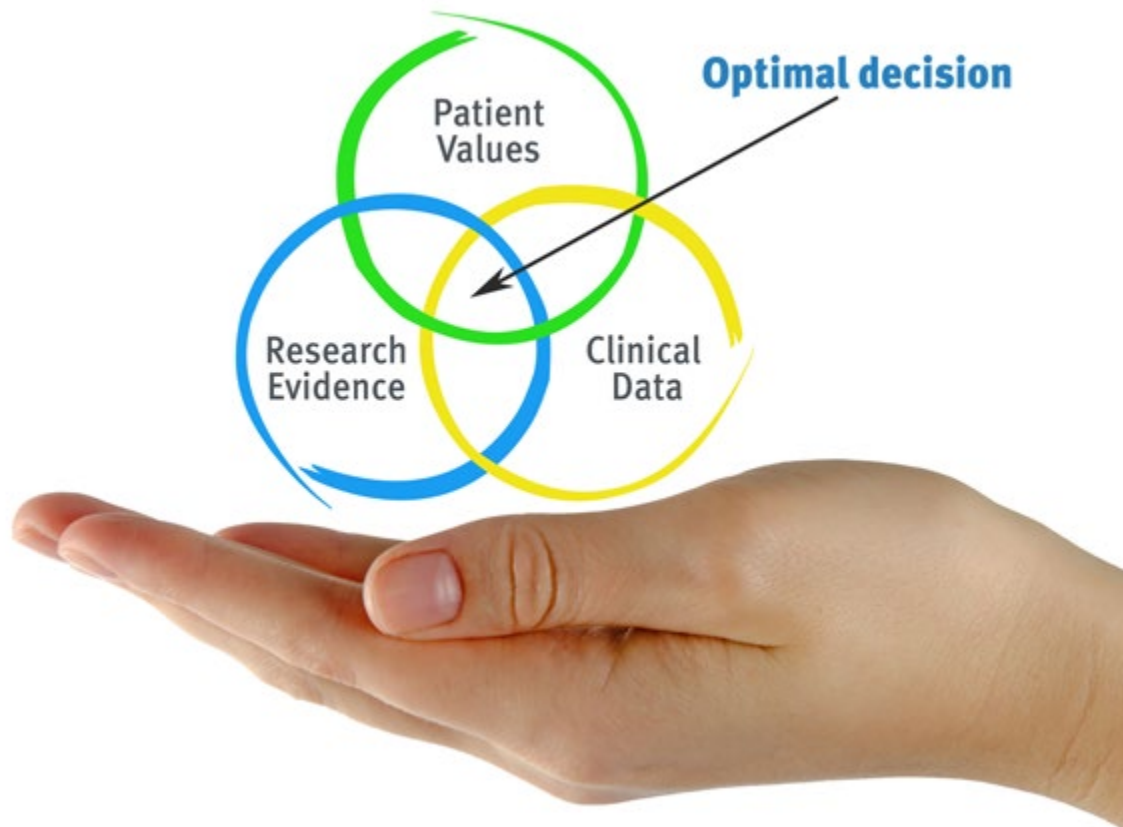 Optimal decision
Patient
Values
Research
Evidence
Clinical
Data